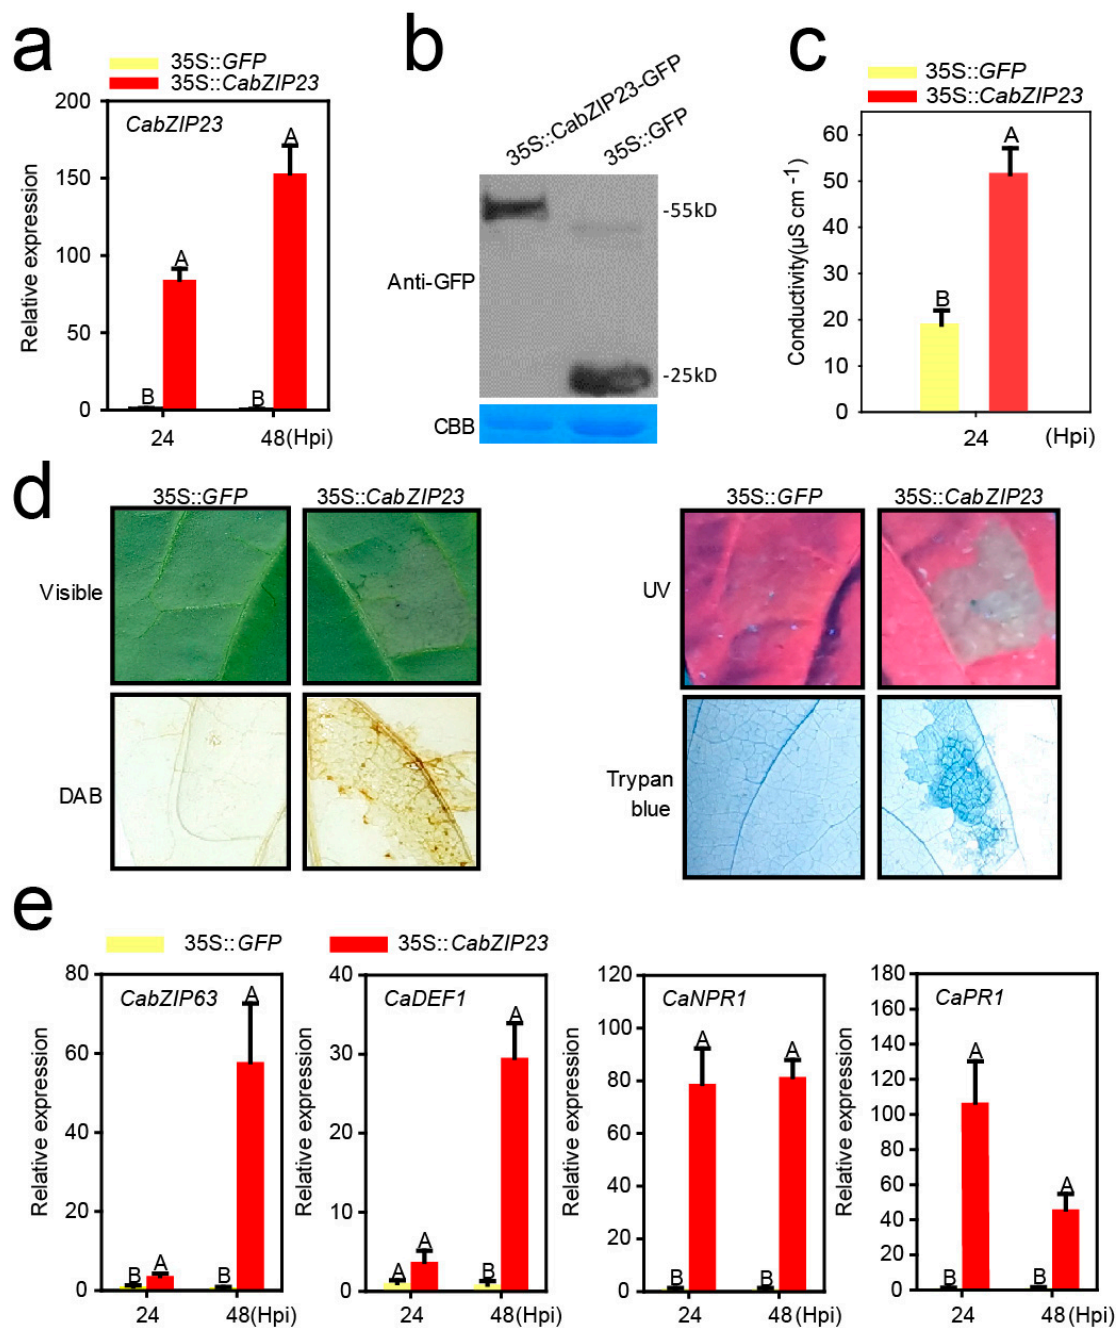 a
35S::GFP
35S::CabZIP23
CabZIP23
Relative expression
200
150
100
50
0
A
A
B
B
24
48(Hpi)
b
35S::CabZIP23-GFP
35S::GFP
-55kD
Anti-GFP
-25kD
CBB
c
35S::GFP
35S::CabZIP23
Conductivity(µS cm -1)
60
50
40
30
20
10
0
A
B
24
(Hpi)
d
35S::GFP
35S::CabZIP23
35S::GFP
35S::CabZIP23
Visible
UV
DAB
Trypan
blue
e
35S::GFP
35S::CabZIP23
CabZIP63
Relative expression
80
60
40
20
0
A
B
A
B
24
48(Hpi)
CaDEF1
Relative expression
40
30
20
10
0
A
A
A
B
24
48(Hpi)
CaNPR1
Relative expression
120
100
80
60
40
20
0
A
A
B
B
24
48(Hpi)
CaPR1
Relative expression
180
160
140
120
100
80
60
40
20
0
A
A
B
B
24
48(Hpi)